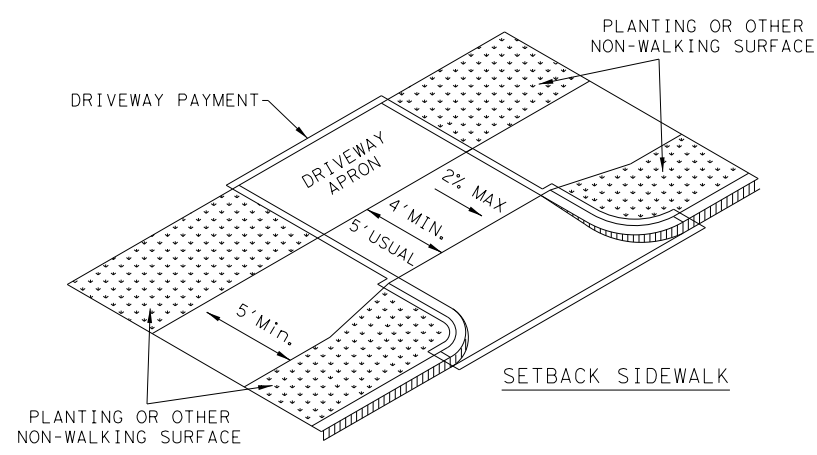 PLANTING OR OTHER
NON-WALKING SURFACE
DRIVEWAY PAYMENT
DRIVEWAY
APRON
2% MAX
4' MIN.
5' USUAL
5' Min.
SETBACK SIDEWALK
PLANTING OR OTHER
NON-WALKING SURFACE